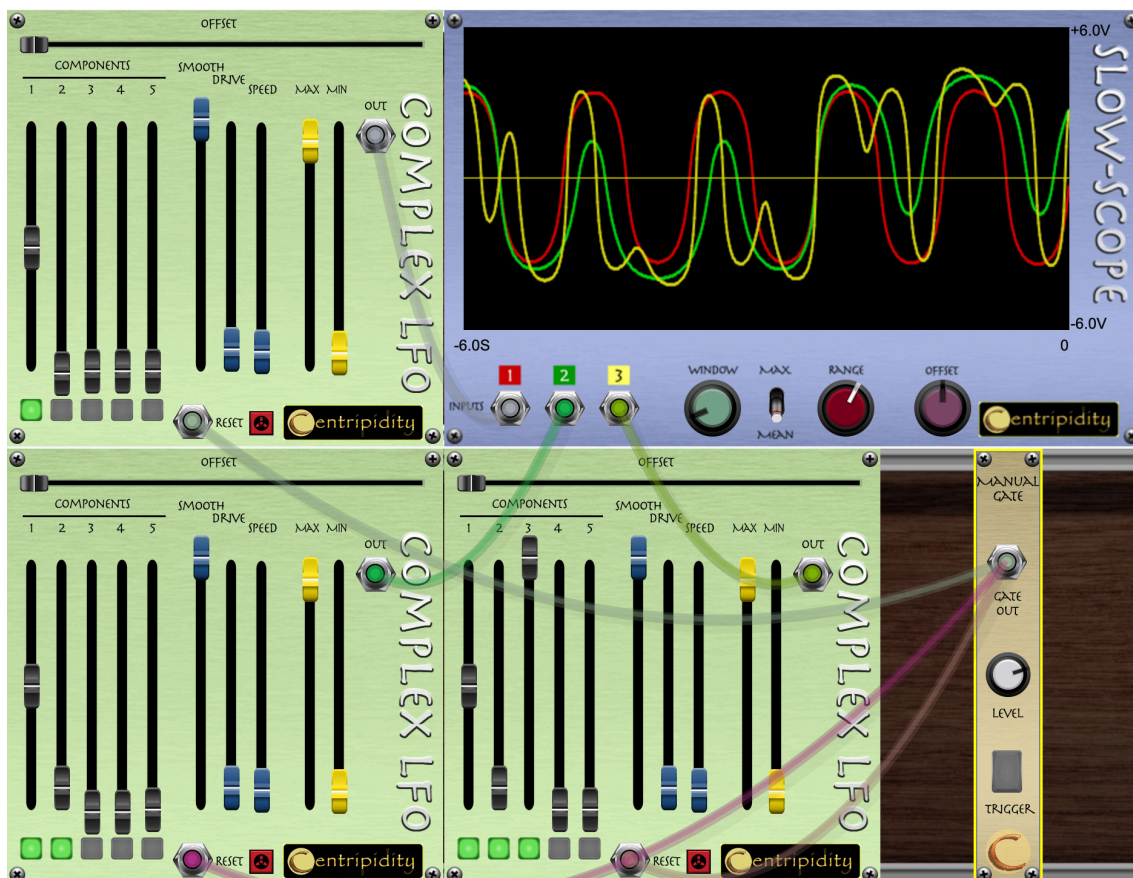 OFFSET
COMPONENTS
1 2 3 4 5
SMOOTH
DRIVE
SPEED
MAX MIN
OUT
COMPLEX LFO
RESET
Centripidity
+6.0V
-6.0V
-6.0S
0
SLOW-SCOPE
1 2 3
INPUTS
WINDOW
MAX
MEAN
RANGE
OFFSET
Centripidity
OFFSET
COMPONENTS
1 2 3 4 5
SMOOTH
DRIVE
SPEED
MAX MIN
OUT
COMPLEX LFO
RESET
Centripidity
OFFSET
COMPONENTS
1 2 3 4 5
SMOOTH
DRIVE
SPEED
MAX MIN
OUT
COMPLEX LFO
RESET
Centripidity
MANUAL
GATE
GATE
OUT
LEVEL
TRIGGER
C